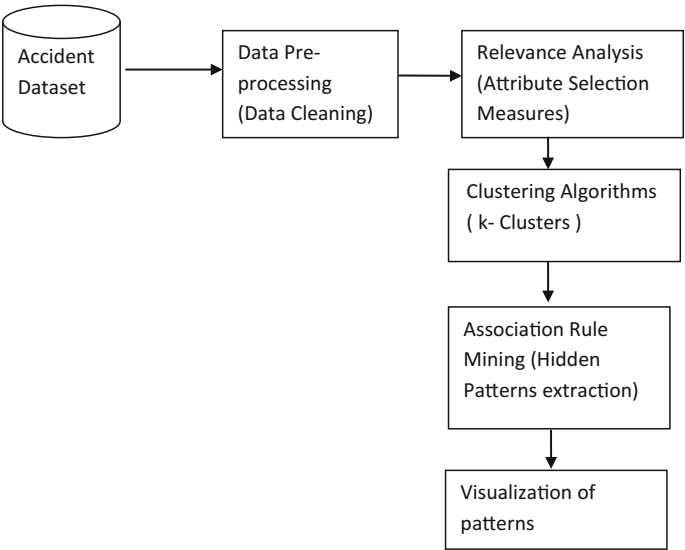 Accident
Dataset
Data Pre-
processing
(Data Cleaning)
Relevance Analysis
(Attribute Selection
Measures)
Clustering Algorithms
( k- Clusters )
Association Rule
Mining (Hidden
Patterns extraction)
Visualization of
patterns